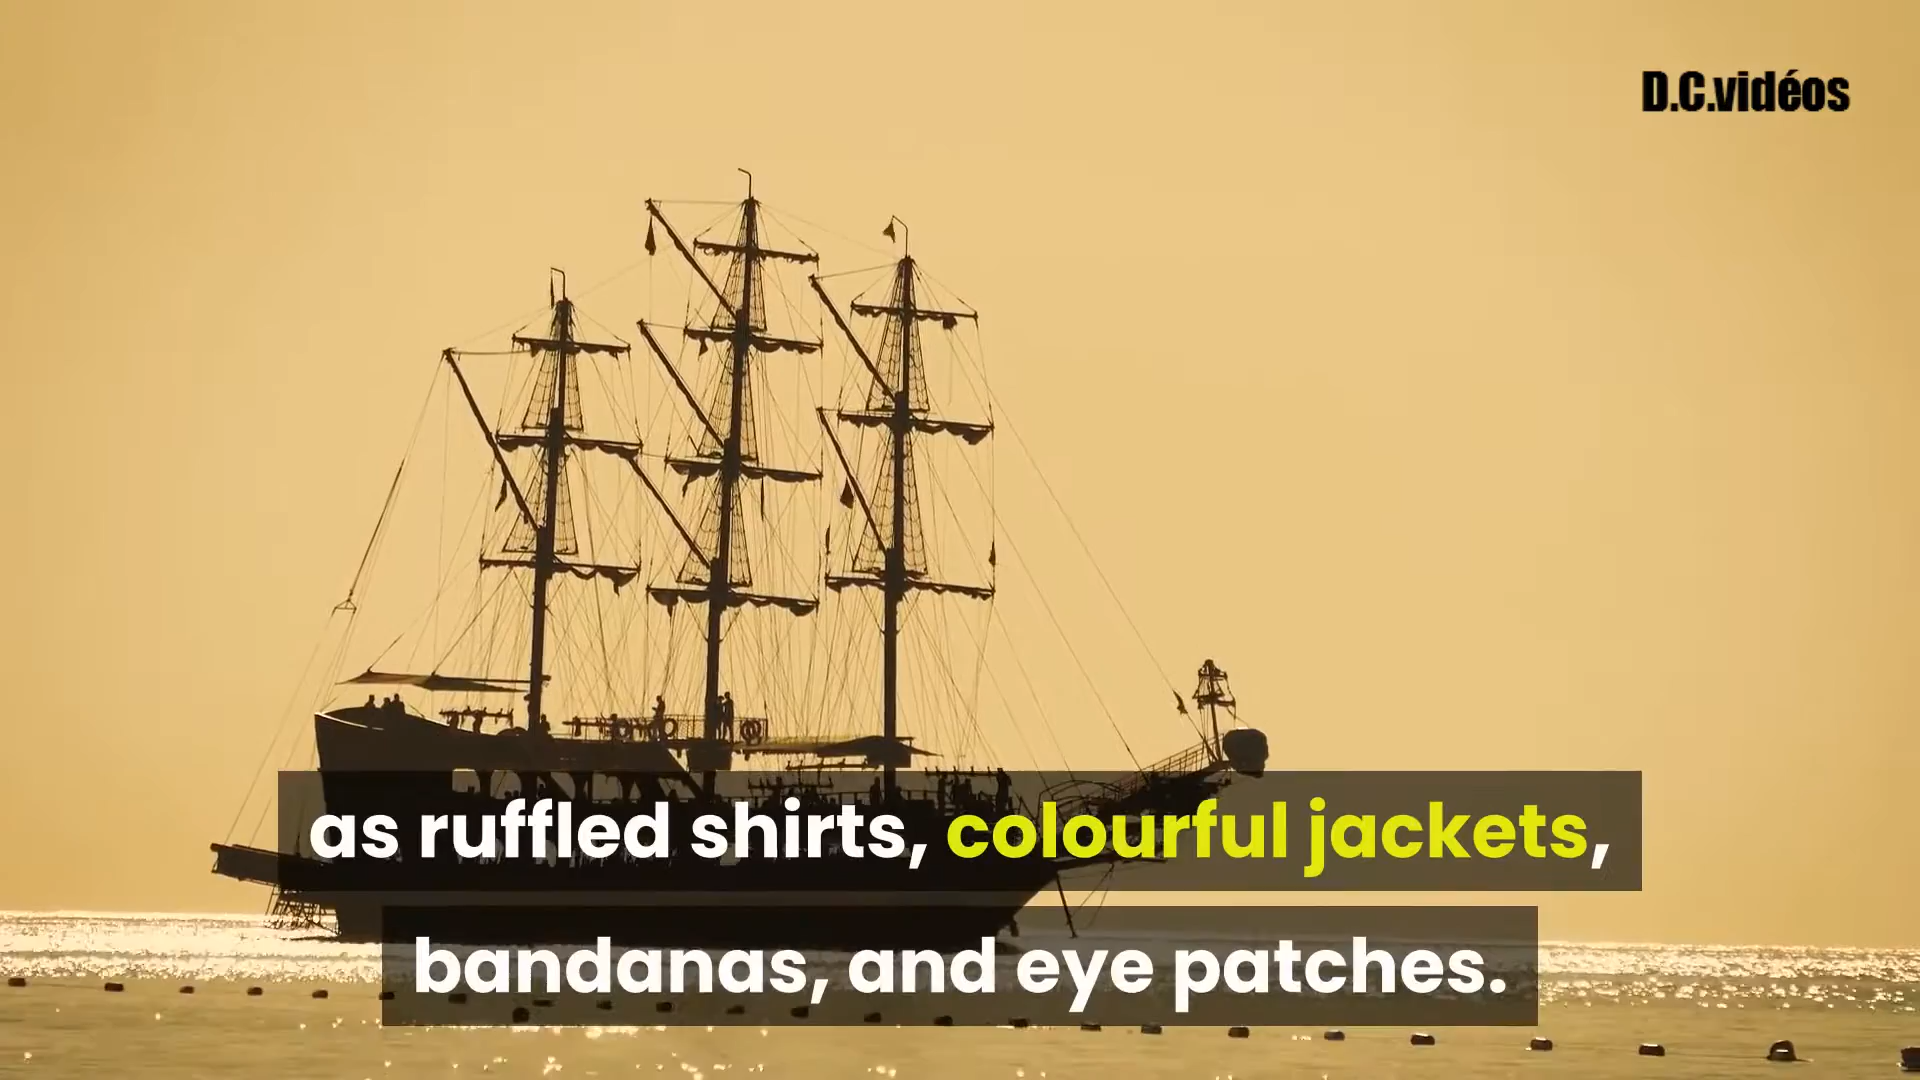 D.C.vidéos
as ruffled shirts, colourful jackets,
bandanas, and eye patches.